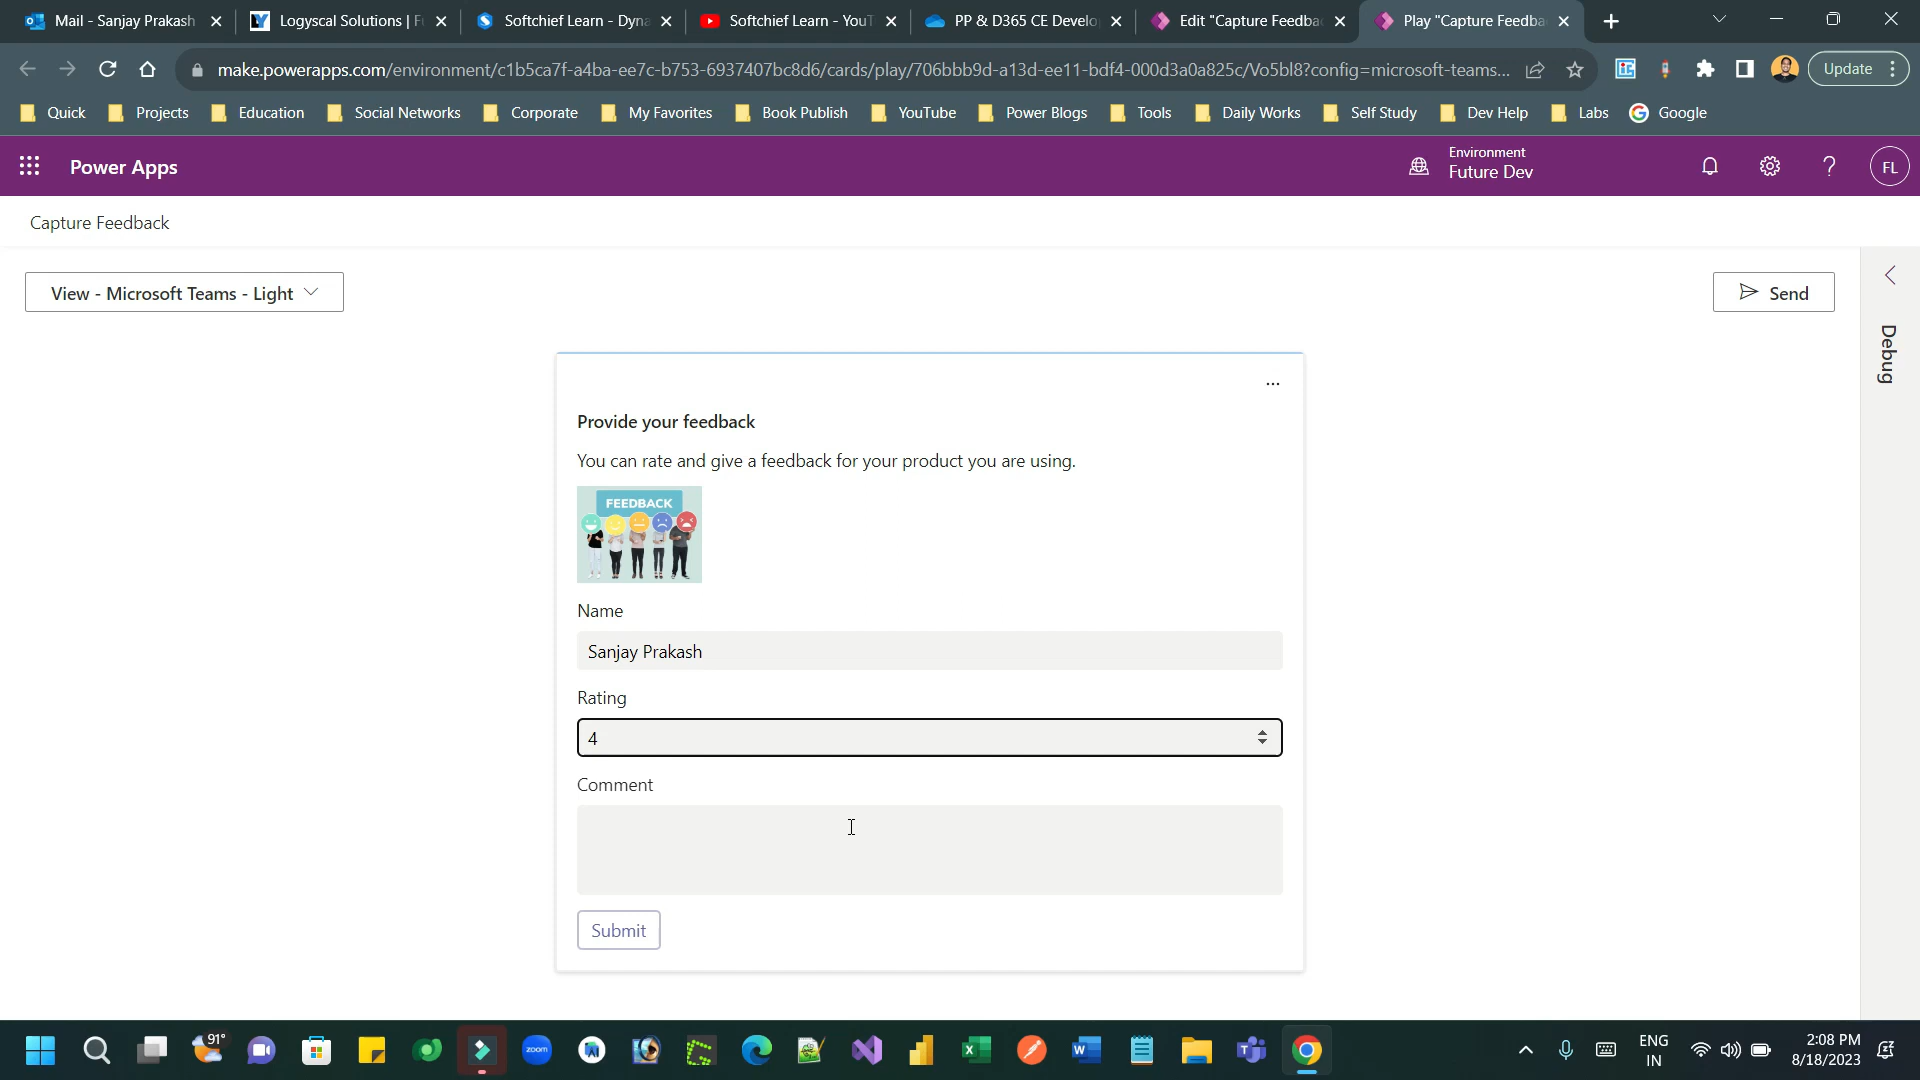 Mail - Sanjay Prakash
Logyscal Solutions | F
Softchief Learn - Dyna
Softchief Learn - YouT
PP & D365 CE Develo
Edit "Capture Feedba
Play "Capture Feedba
make.powerapps.com/environment/c1b5ca7f-a4ba-ee7c-b753-6937407bc8d6/cards/play/706bbb9d-a13d-ee11-bdf4-000d3a0a825c/Vo5bl8?config=microsoft-teams...
Update
Quick
Projects
Education
Social Networks
Corporate
My Favorites
Book Publish
YouTube
Power Blogs
Tools
Daily Works
Self Study
Dev Help
Labs
Google
Power Apps
Environment
Future Dev
FL
Capture Feedback
View - Microsoft Teams - Light
Send
Debug
Provide your feedback
You can rate and give a feedback for your product you are using.
FEEDBACK
Name
Sanjay Prakash
Rating
4
Comment
Submit
91°
zoom
ENG
IN
2:08 PM
8/18/2023